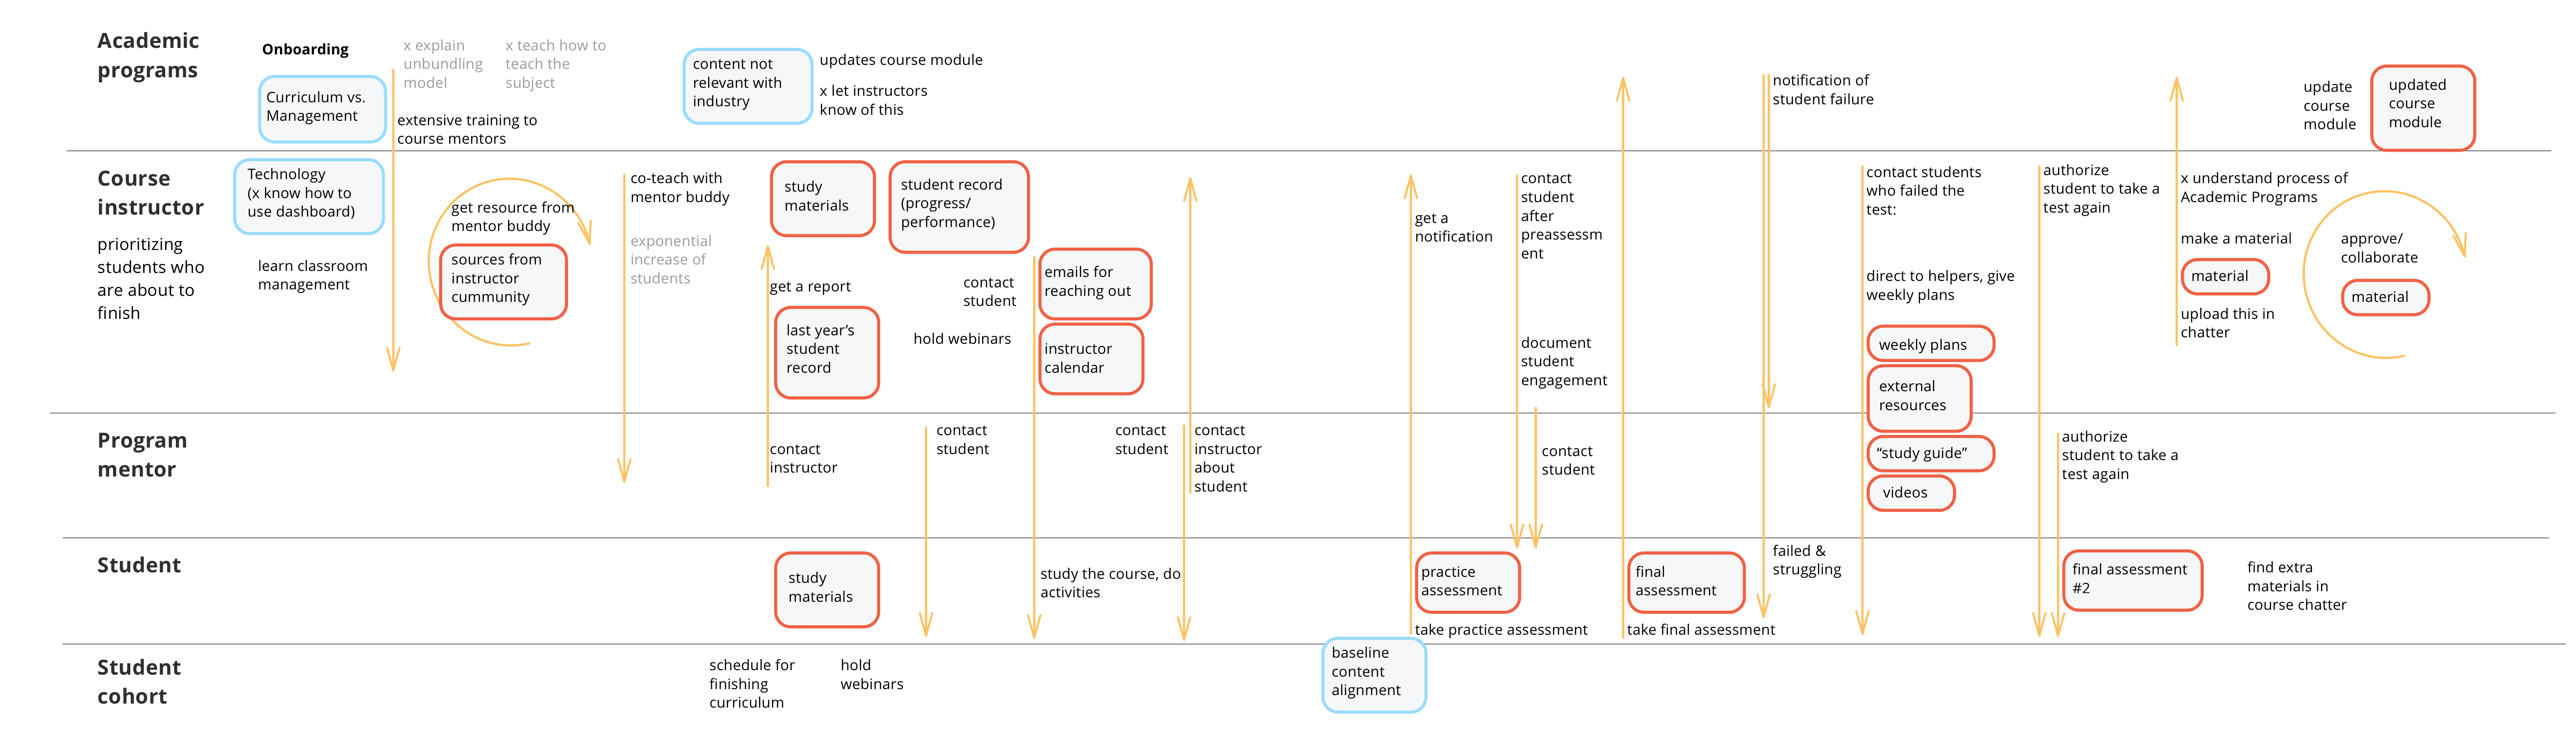 Academic
programs
Onboarding
Curriculum vs.
Management
x explain
unbundling
model
x teach how to
teach the
subject
extensive training to
course mentors
content not
relevant with
industry
updates course module
x let instructors
know of this
notification of
student failure
update
course
module
updated
course
module
Course
instructor
prioritizing
students who
are about to
finish
Technology
(x know how to
use dashboard)
learn classroom
management
get resource from
mentor buddy
sources from
instructor
cummunity
co-teach with
mentor buddy
exponential
increase of
students
study
materials
get a report
last year's
student
record
student record
(progress/
performance)
contact
student
hold webinars
emails for
reaching out
instructor
calendar
get a
notification
contact
student
after
preassessm
ent
document
student
engagement
contact students
who failed the
test:
direct to helpers, give
weekly plans
weekly plans
external
resources
“study guide”
videos
authorize
student to take a
test again
x understand process of
Academic Programs
make a material
material
upload this in
chatter
approve/
collaborate
material
Program
mentor
contact
instructor
contact
student
contact
student
contact
instructor
about
student
contact
student
authorize
student to take a
test again
Student
study
materials
study the course, do
activities
practice
assessment
take practice assessment
final
assessment
take final assessment
failed &
struggling
final assessment
#2
find extra
materials in
course chatter
Student
cohort
schedule for
finishing
curriculum
hold
webinars
baseline
content
alignment